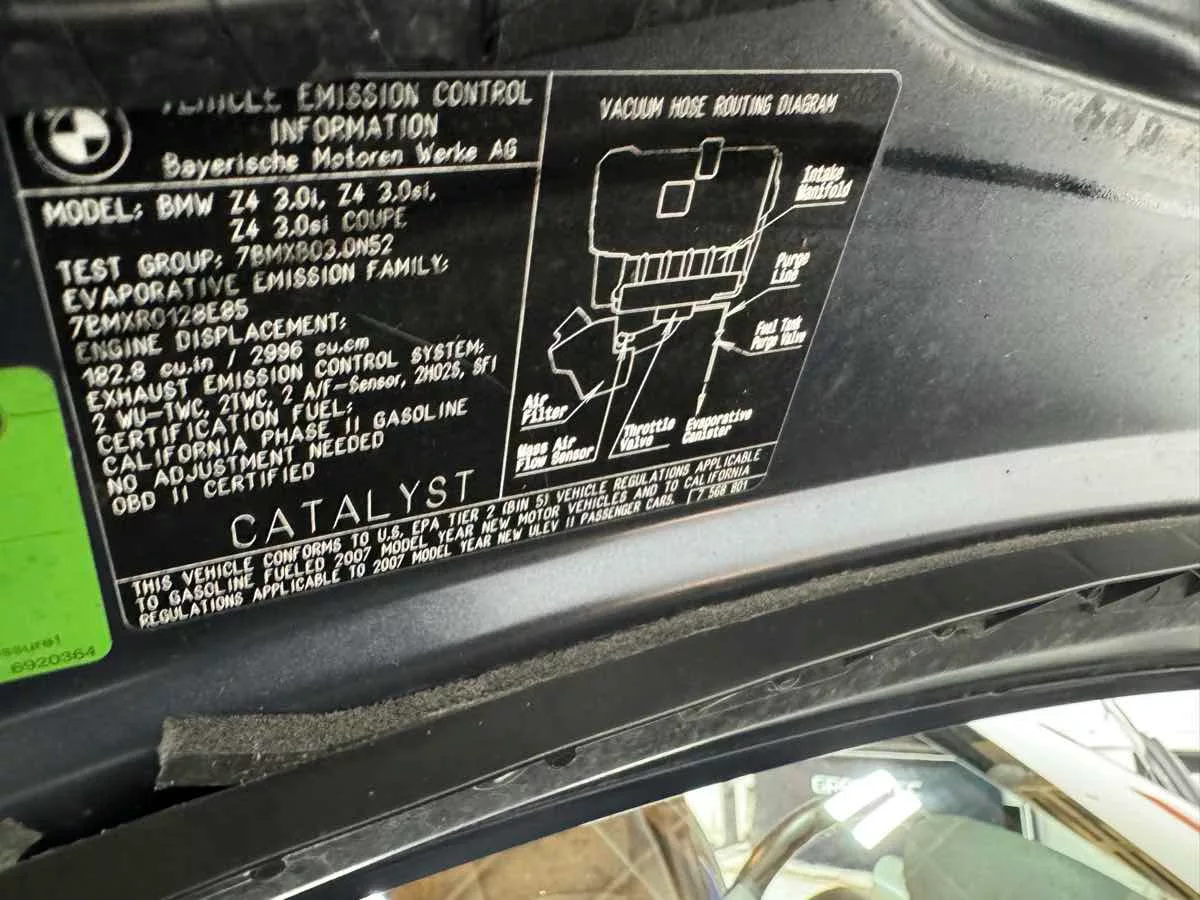 VEHICLE EMISSION CONTROL
INFORMATION
Bayerische Motoren Werke AG
MODEL: BMW Z4 3.0i, Z4 3.0si,
Z4 3.0si COUPE
TEST GROUP: 7BMXB03.0N52
EVAPORATIVE EMISSION FAMILY:
7BMXR0128E85
ENGINE DISPLACEMENT:
182.8 cu.in / 2996 cu.cm
EXHAUST EMISSION CONTROL SYSTEM:
2 WU-TWC, 2TWC, 2 A/F-Sensor, 2HO2S, SFI
CERTIFICATION FUEL:
CALIFORNIA PHASE II GASOLINE
NO ADJUSTMENT NEEDED
OBD II CERTIFIED
CATALYST
VACUUM HOSE ROUTING DIAGRAM
Intake
Manifold
Purge
Line
Fuel Tank
Purge Valve
Air
Filter
Mass Air
Flow Sensor
Throttle
Valve
Evaporative
Canister
THIS VEHICLE CONFORMS TO U.S. EPA TIER 2 (BIN 5) VEHICLE REGULATIONS APPLICABLE
TO GASOLINE FUELED 2007 MODEL YEAR NEW MOTOR VEHICLES AND TO CALIFORNIA
REGULATIONS APPLICABLE TO 2007 MODEL YEAR NEW ULEV II PASSENGER CARS.
7 568 801
ssure!
6920364